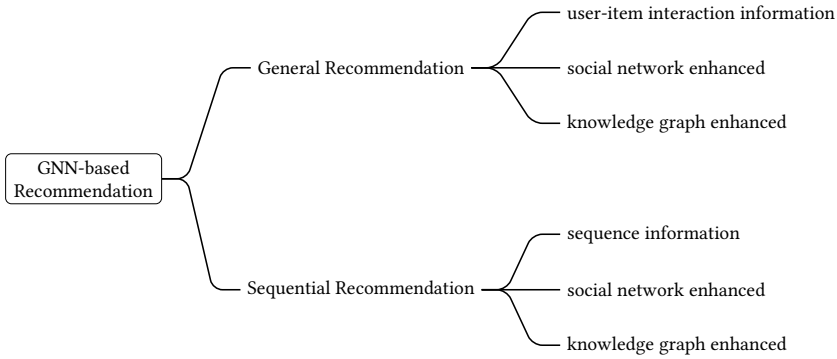 GNN-based
Recommendation
General Recommendation
user-item interaction information
social network enhanced
knowledge graph enhanced
Sequential Recommendation
sequence information
social network enhanced
knowledge graph enhanced